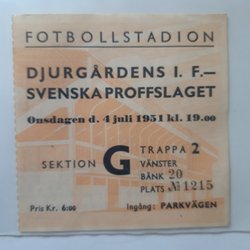 FOTBOLLSTADION
DJURGÅRDENS I. F.—
SVENSKA PROFFSLAGET
Onsdagen d. 4 juli 1951 kl. 19.00
SEKTION G
TRAPPA 2
VÄNSTER
BÄNK 20
PLATS № 1215
Pris Kr. 6:00
Ingång: PARKVÄGEN